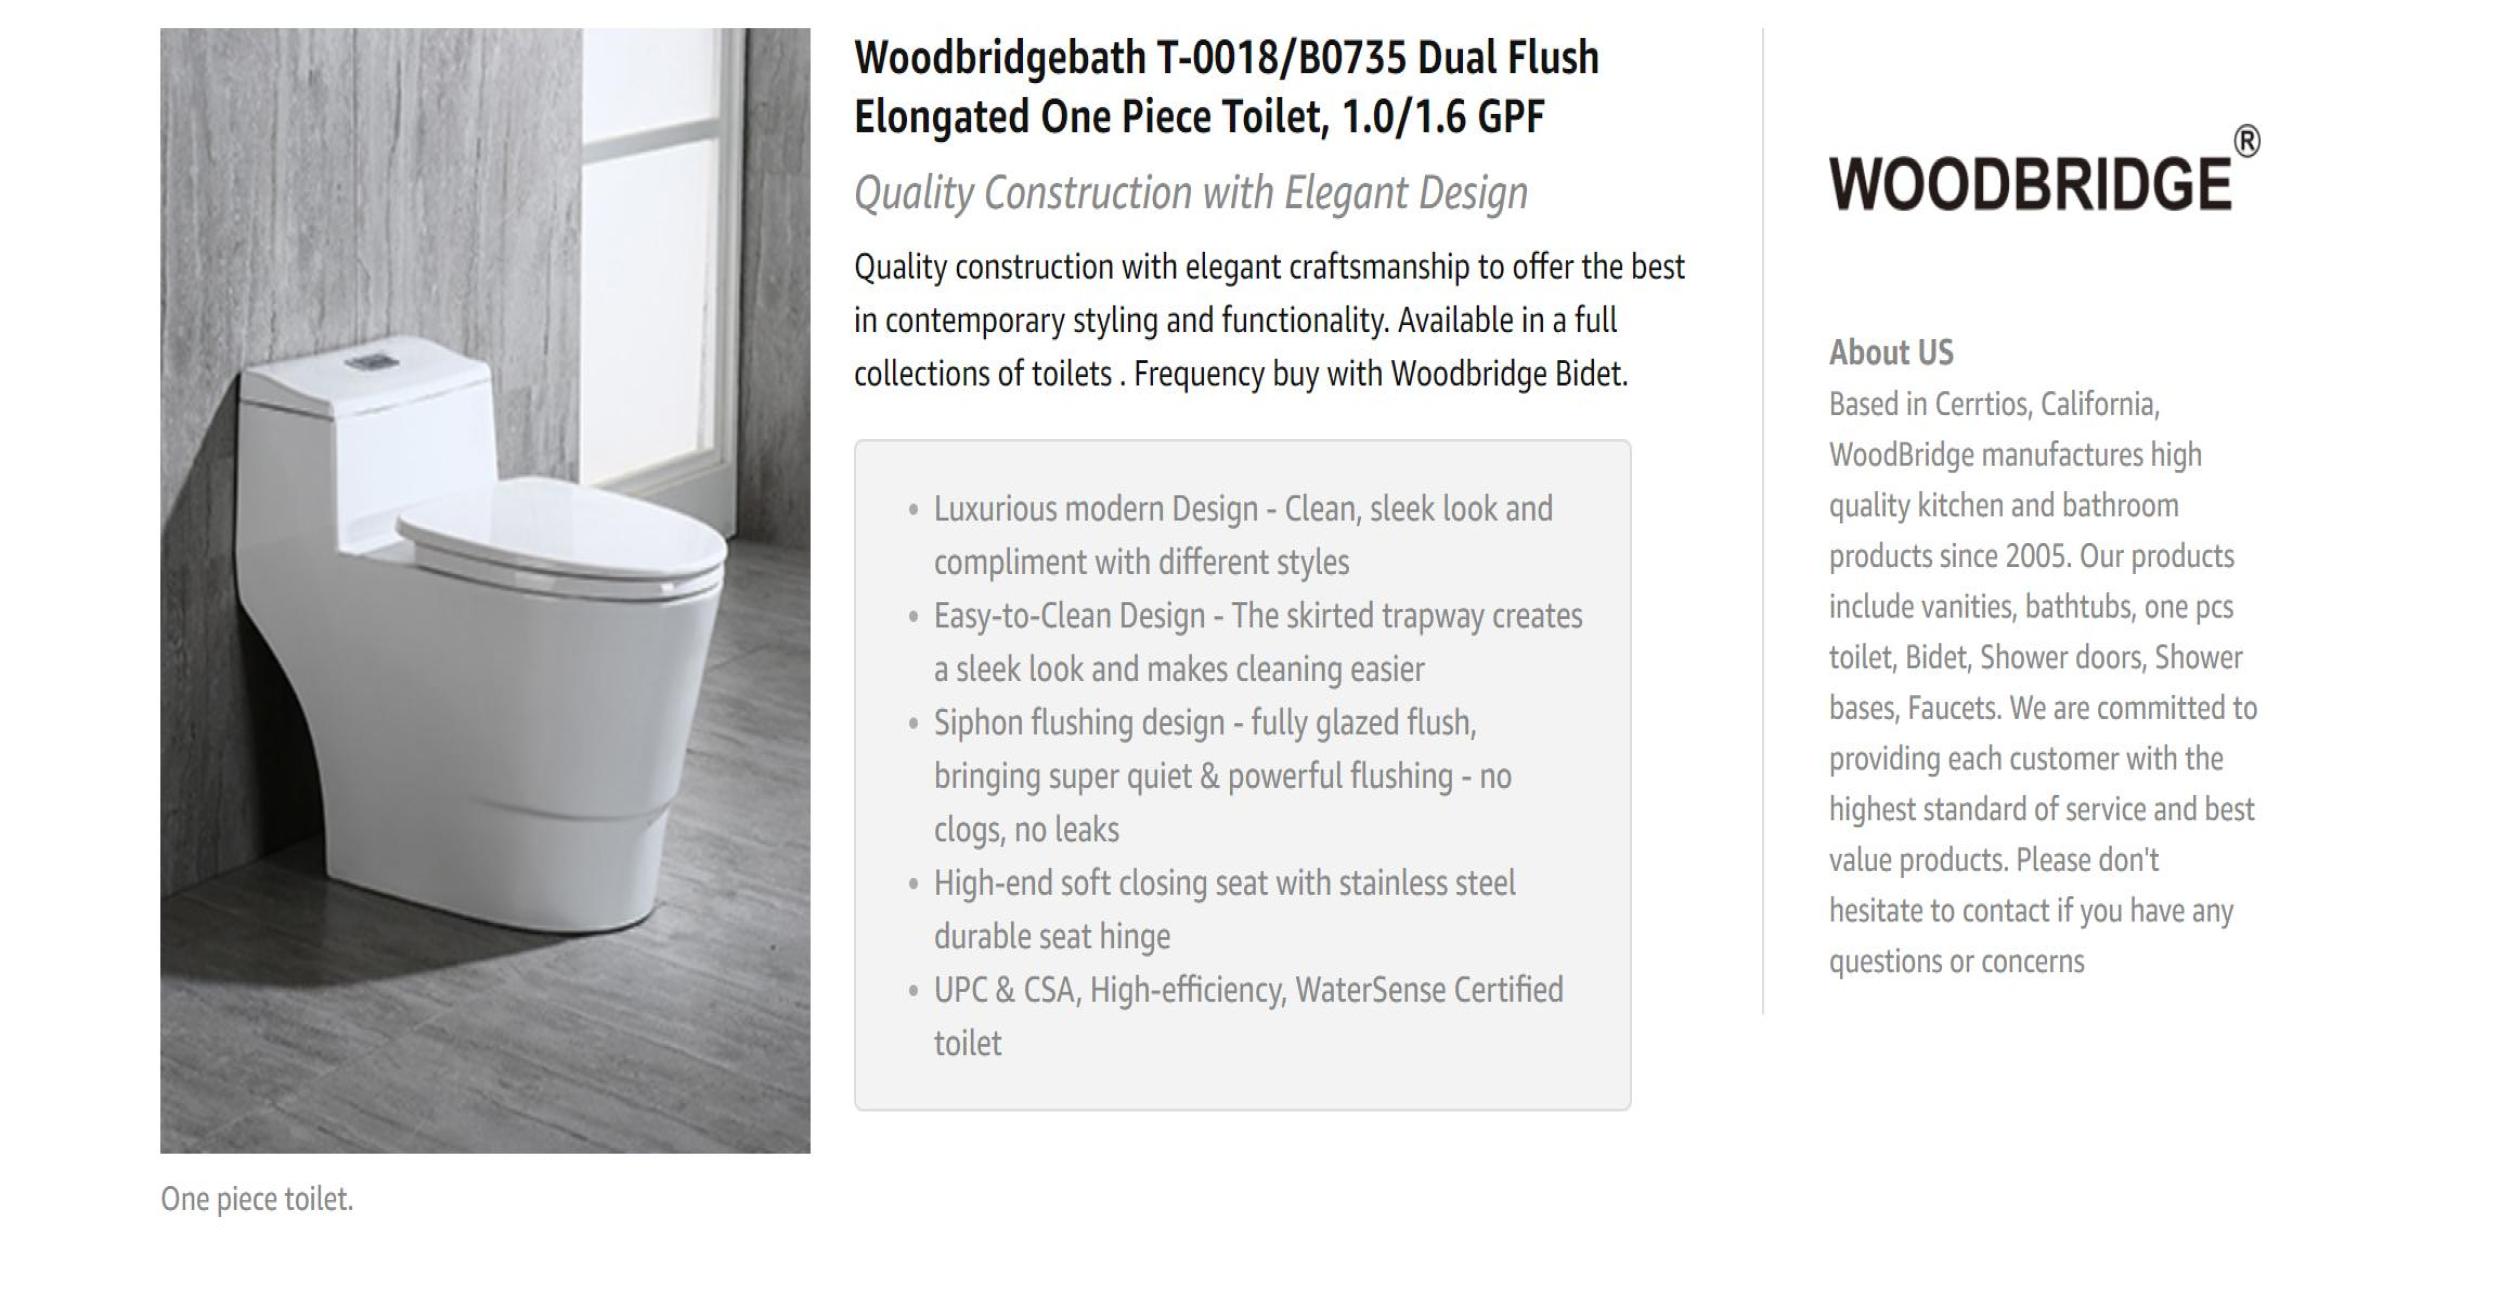 Woodbridgebath T-0018/B0735 Dual Flush
Elongated One Piece Toilet, 1.0/1.6 GPF
Quality Construction with Elegant Design
Quality construction with elegant craftsmanship to offer the best
in contemporary styling and functionality. Available in a full
collections of toilets . Frequency buy with Woodbridge Bidet.
• Luxurious modern Design - Clean, sleek look and
compliment with different styles
• Easy-to-Clean Design - The skirted trapway creates
a sleek look and makes cleaning easier
• Siphon flushing design - fully glazed flush,
bringing super quiet & powerful flushing - no
clogs, no leaks
• High-end soft closing seat with stainless steel
durable seat hinge
• UPC & CSA, High-efficiency, WaterSense Certified
toilet
One piece toilet.
WOODBRIDGE®
About US
Based in Cerrtios, California,
WoodBridge manufactures high
quality kitchen and bathroom
products since 2005. Our products
include vanities, bathtubs, one pcs
toilet, Bidet, Shower doors, Shower
bases, Faucets. We are committed to
providing each customer with the
highest standard of service and best
value products. Please don't
hesitate to contact if you have any
questions or concerns